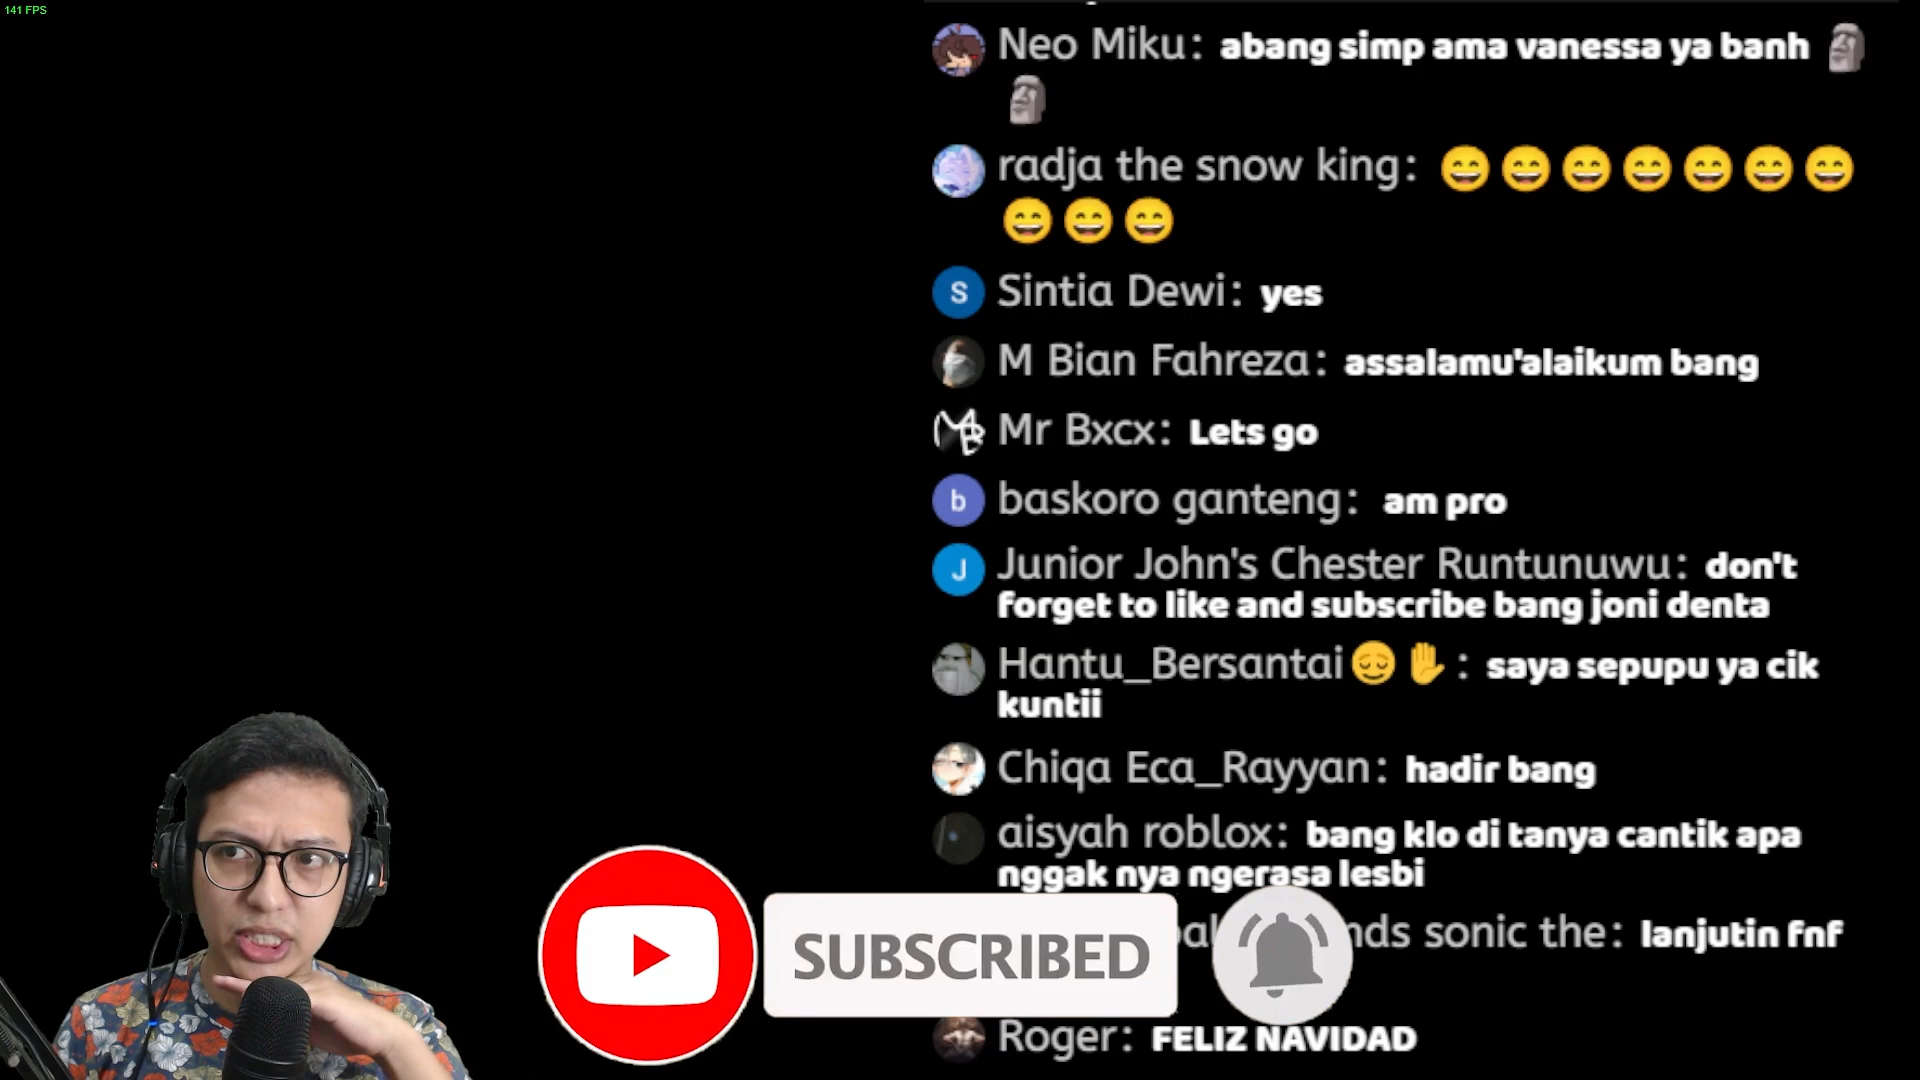 141 FPS
Neo Miku: abang simp ama vanessa ya banh 🗿
🗿
radja the snow king: 😄😄😄😄😄😄😄
😄😄😄
S Sintia Dewi: yes
M Bian Fahreza: assalamu'alaikum bang
Mr Bxcx: Lets go
b baskoro ganteng: am pro
J Junior John's Chester Runtunuwu: don't
forget to like and subscribe bang joni denta
Hantu_Bersantai😌✋: saya sepupu ya cik
kuntii
Chiqa Eca_Rayyan: hadir bang
aisyah roblox: bang klo di tanya cantik apa
nggak nya ngerasa lesbi
sonic the: lanjutin fnf
SUBSCRIBED
Roger: FELIZ NAVIDAD